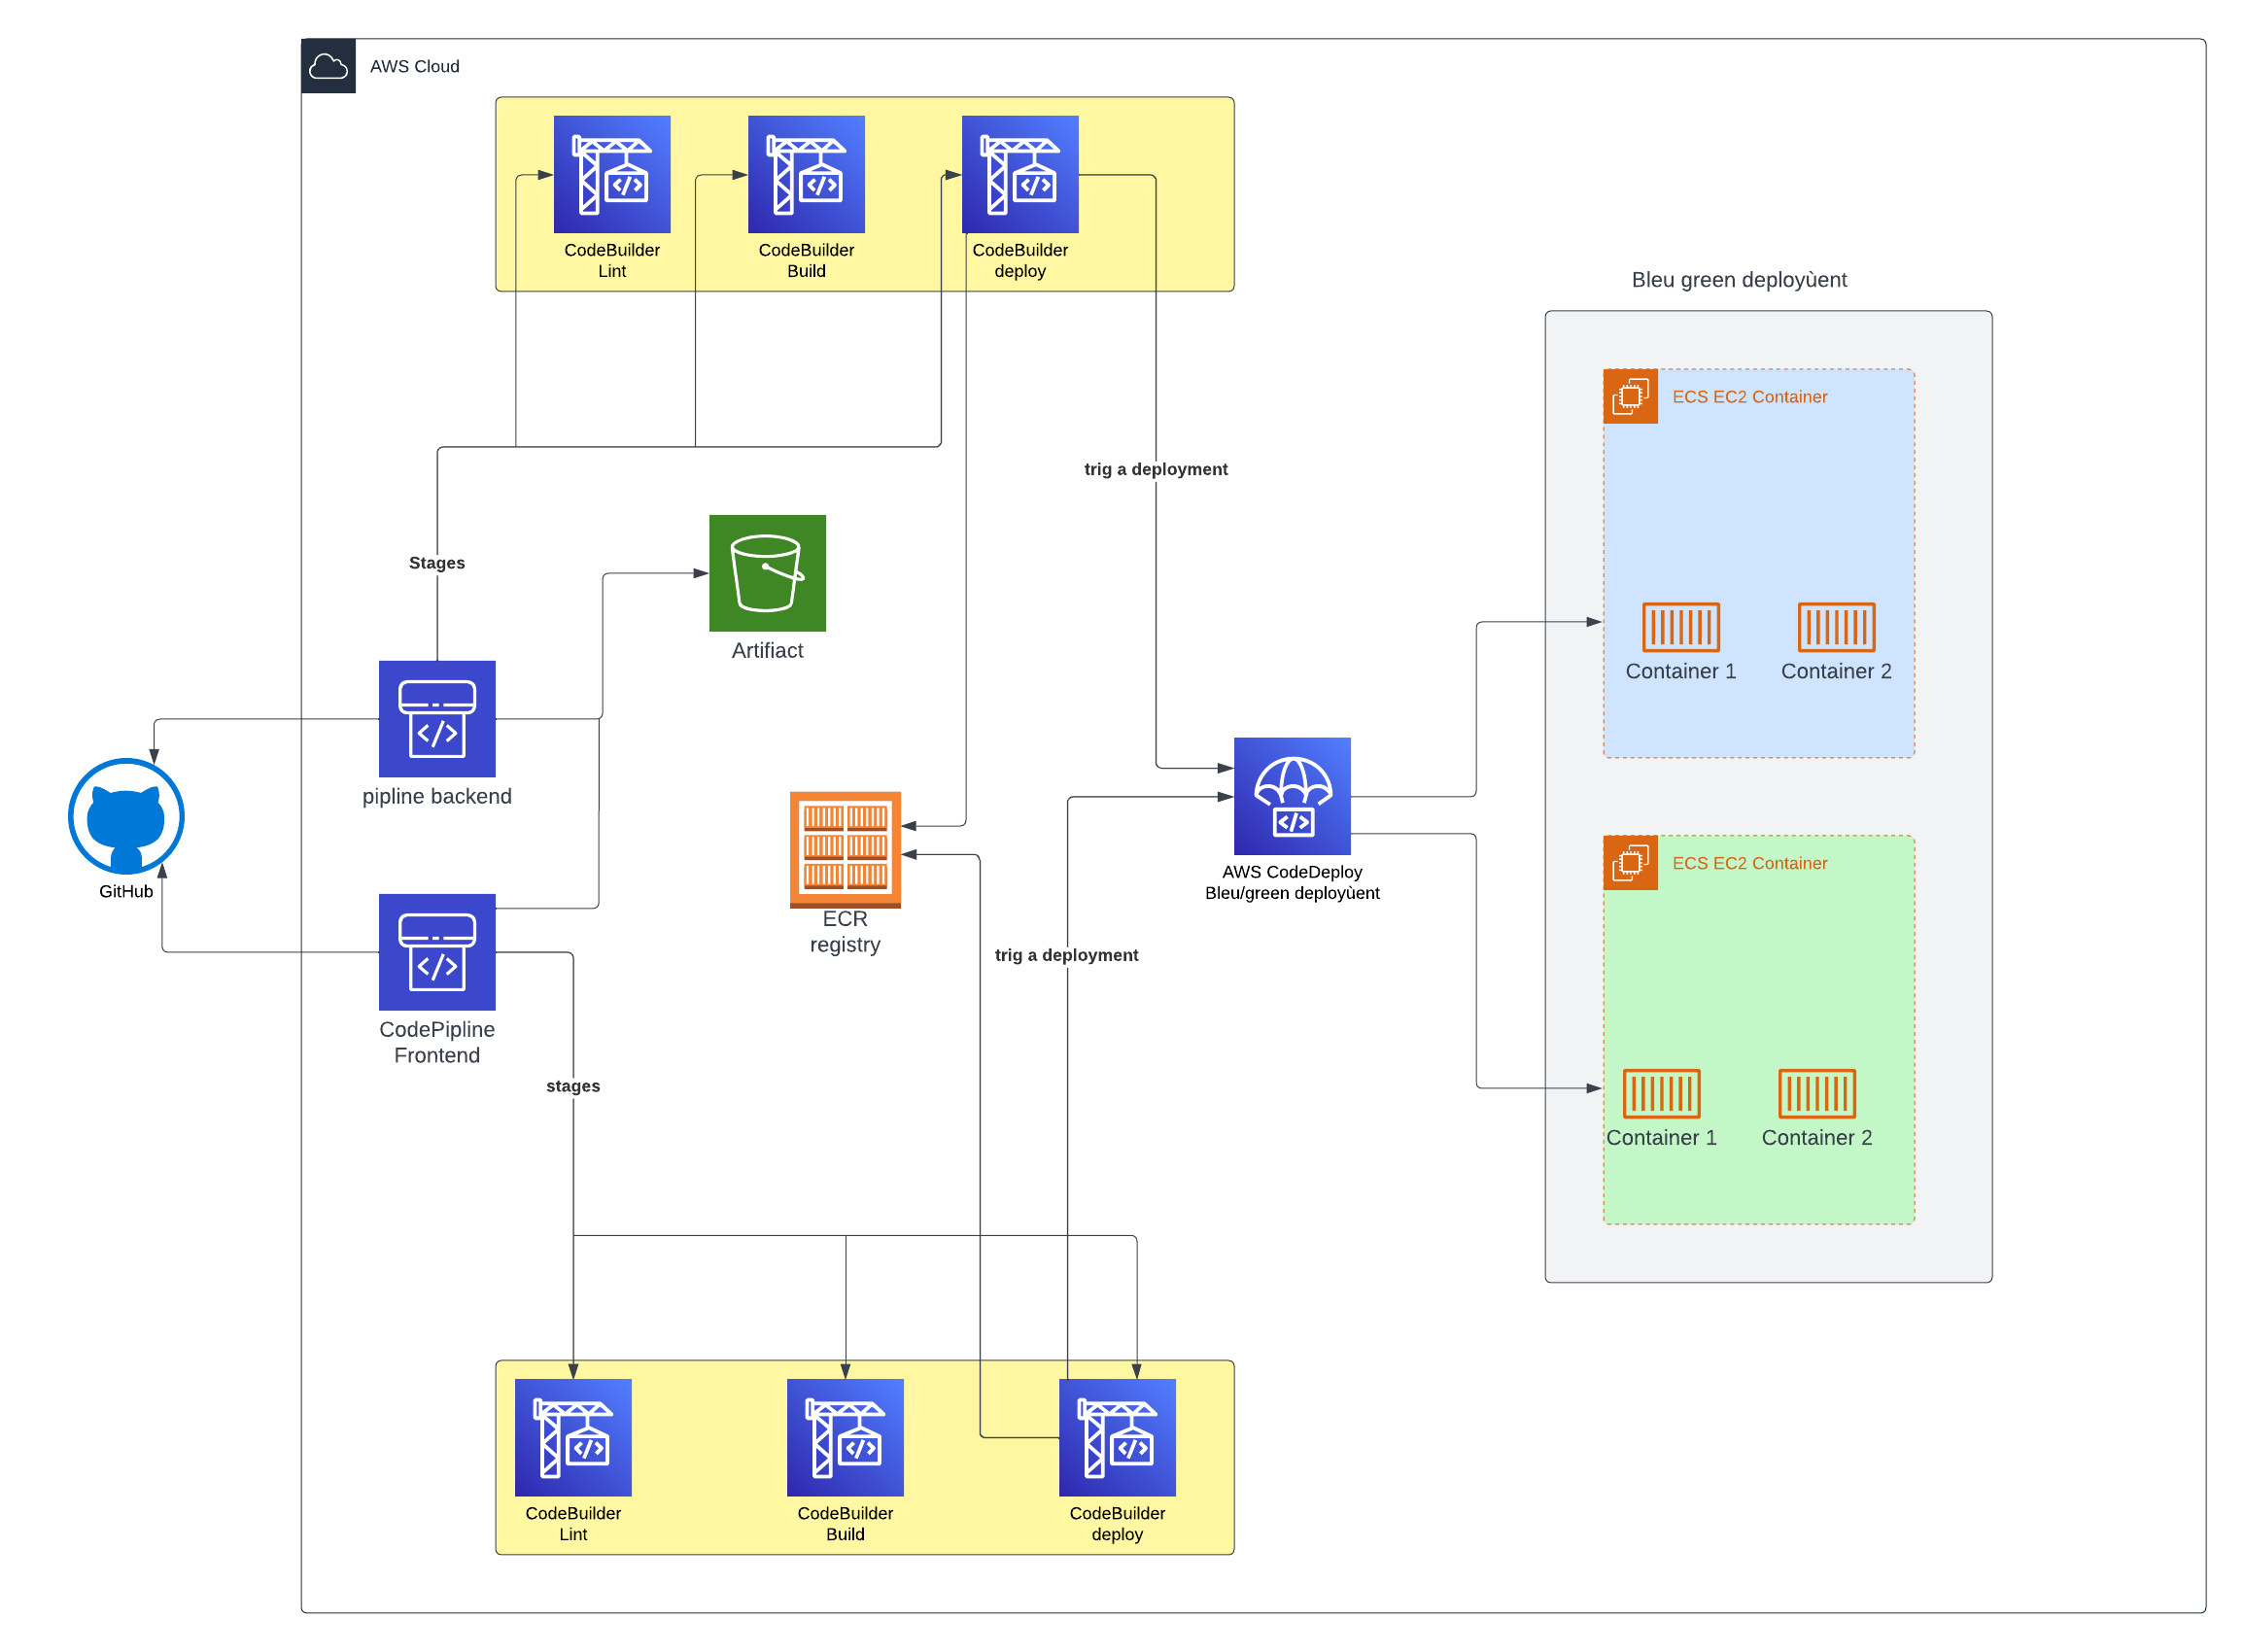 AWS Cloud
CodeBuilder
Lint
CodeBuilder
Build
CodeBuilder
deploy
Bleu green deployùent
ECS EC2 Container
trig a deployment
Stages
Artifiact
Container 1
Container 2
pipline backend
GitHub
AWS CodeDeploy
Bleu/green deployùent
ECS EC2 Container
ECR
registry
trig a deployment
CodePipline
Frontend
stages
Container 1
Container 2
CodeBuilder
Lint
CodeBuilder
Build
CodeBuilder
deploy